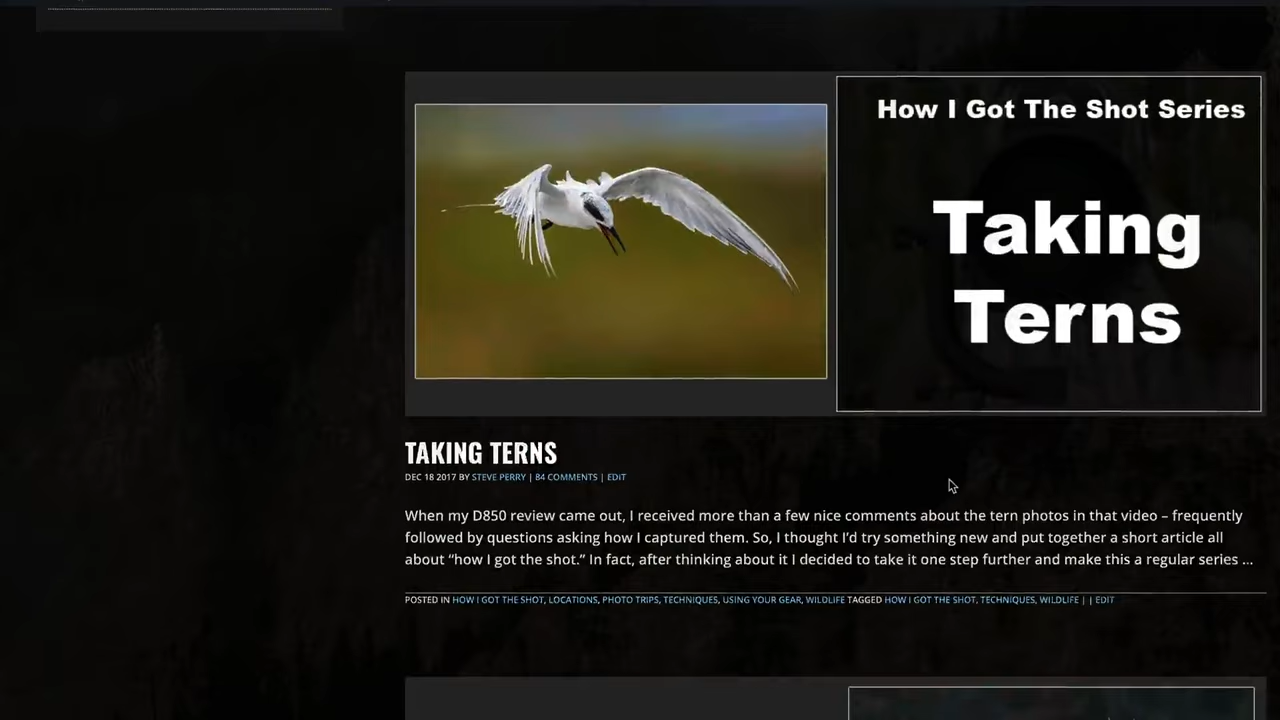 How I Got The Shot Series
Taking
Terns
TAKING TERNS
DEC 18 2017 BY STEVE PERRY | 84 COMMENTS | EDIT
When my D850 review came out, I received more than a few nice comments about the tern photos in that video – frequently
followed by questions asking how I captured them. So, I thought I'd try something new and put together a short article all
about “how I got the shot.” In fact, after thinking about it I decided to take it one step further and make this a regular series ...
POSTED IN HOW I GOT THE SHOT, LOCATIONS, PHOTO TRIPS, TECHNIQUES, USING YOUR GEAR, WILDLIFE TAGGED HOW I GOT THE SHOT, TECHNIQUES, WILDLIFE | | EDIT